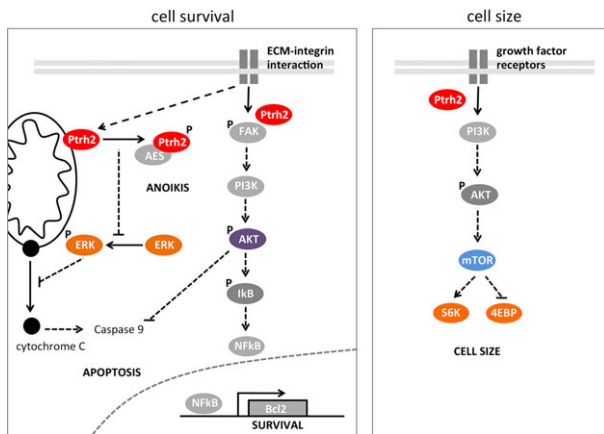 cell survival
ECM-integrin
interaction
Ptrh2
Ptrh2
P
AES
ANOIKIS
Ptrh2
P
FAK
PI3K
P
ERK
ERK
P
AKT
P
IkB
cytochrome C
Caspase 9
NFkB
APOPTOSIS
NFkB
Bcl2
SURVIVAL
cell size
growth factor
receptors
Ptrh2
PI3K
P
AKT
mTOR
S6K
4EBP
CELL SIZE